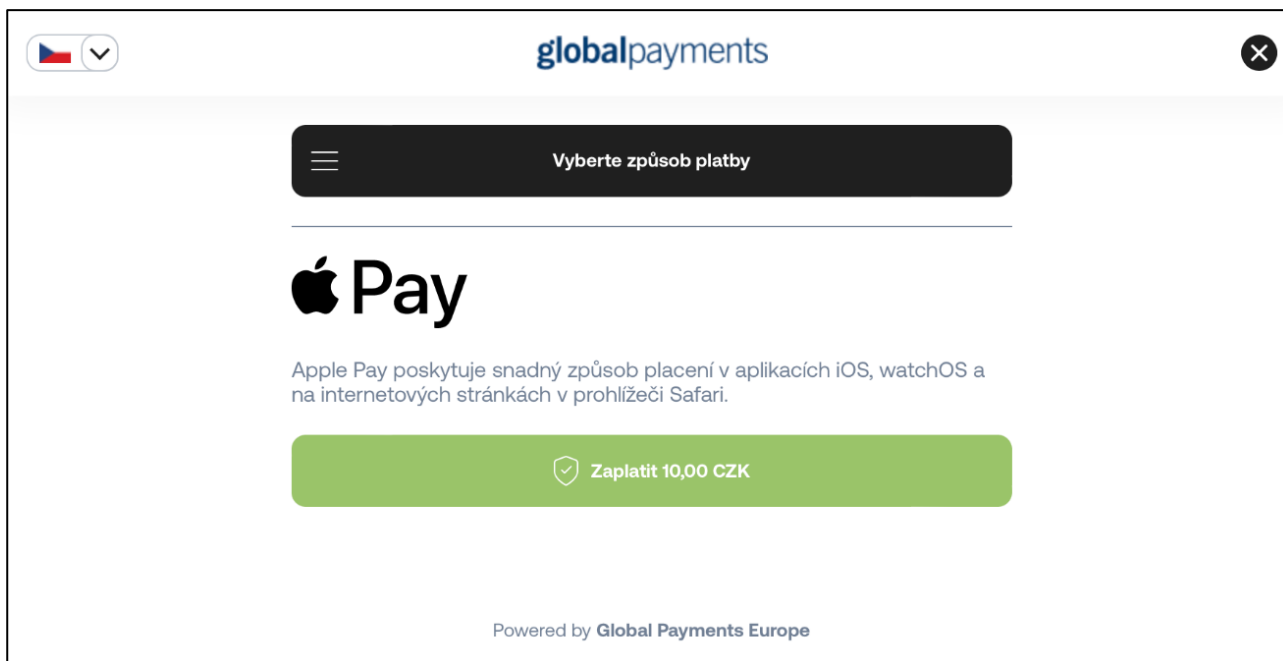 globalpayments
Vyberte způsob platby
Pay
Apple Pay poskytuje snadný způsob placení v aplikacích iOS, watchOS a
na internetových stránkách v prohlížeči Safari.
Zaplatit 10,00 CZK
Powered by Global Payments Europe